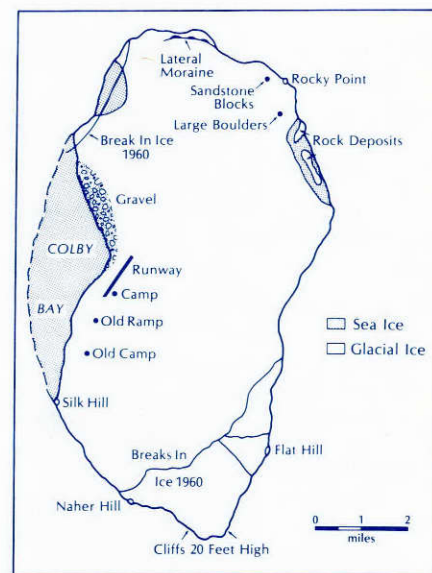 Lateral
Moraine
Rocky Point
Sandstone
Blocks
Large Boulders
Rock Deposits
Break In Ice
1960
Gravel
COLBY
BAY
Runway
Camp
Old Ramp
Old Camp
Sea Ice
Glacial Ice
Silk Hill
Breaks In
Ice 1960
Flat Hill
Naher Hill
Cliffs 20 Feet High
0 1 2
miles